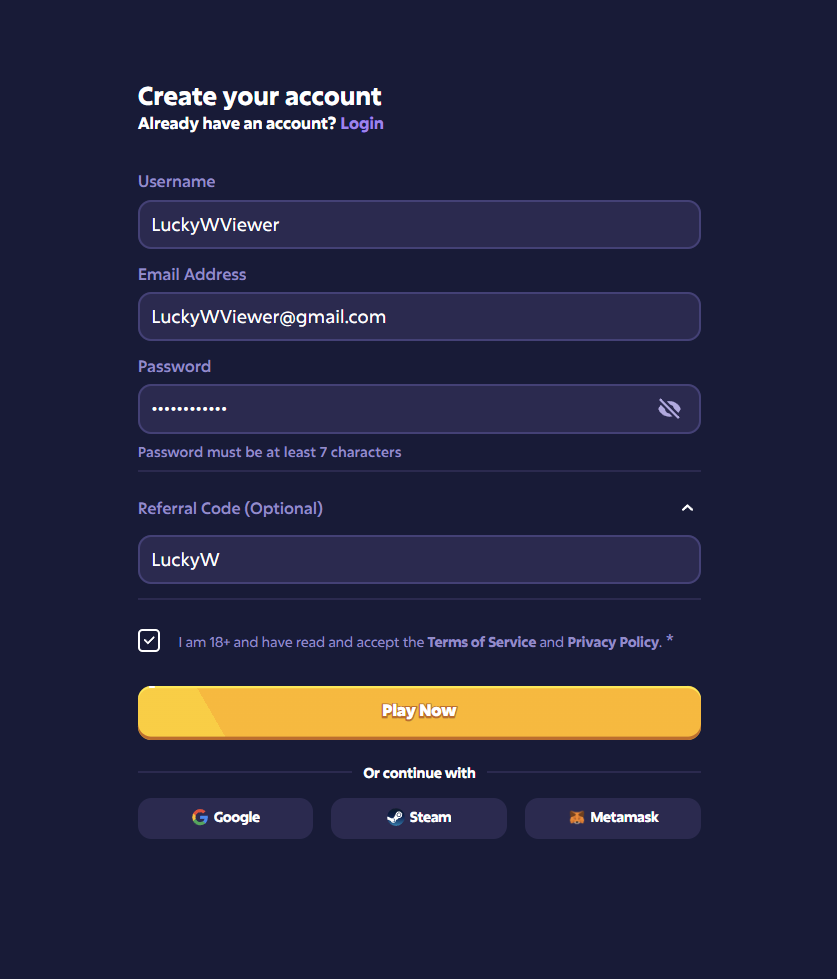 Create your account
Already have an account? Login
Username
LuckyWViewer
Email Address
LuckyWViewer@gmail.com
Password
••••••••••••
Password must be at least 7 characters
Referral Code (Optional)
LuckyW
I am 18+ and have read and accept the Terms of Service and Privacy Policy. *
Play Now
Or continue with
Google Steam Metamask